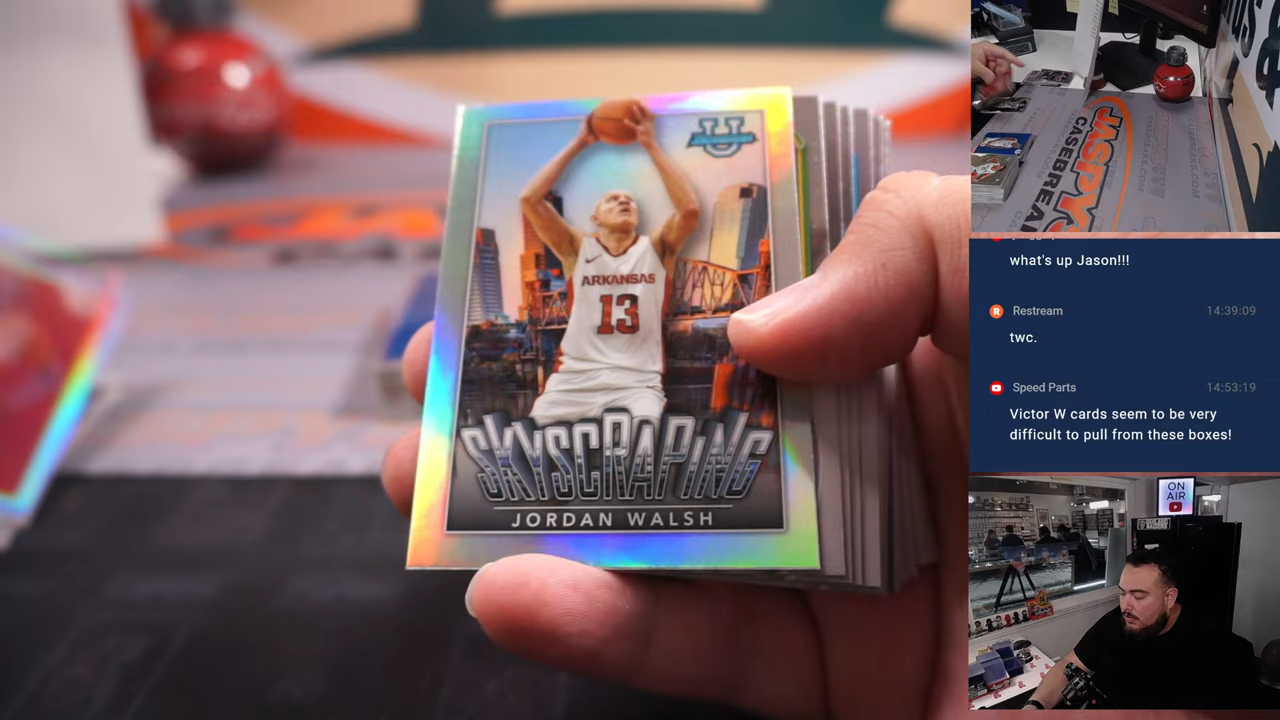 U
ARKANSAS
13
SKYSCRAPING
JORDAN WALSH
JASPY'S
CASEBREAKS
what's up Jason!!!
Restream 14:39:09
twc.
Speed Parts 14:53:19
Victor W cards seem to be very
difficult to pull from these boxes!
ON
AIR